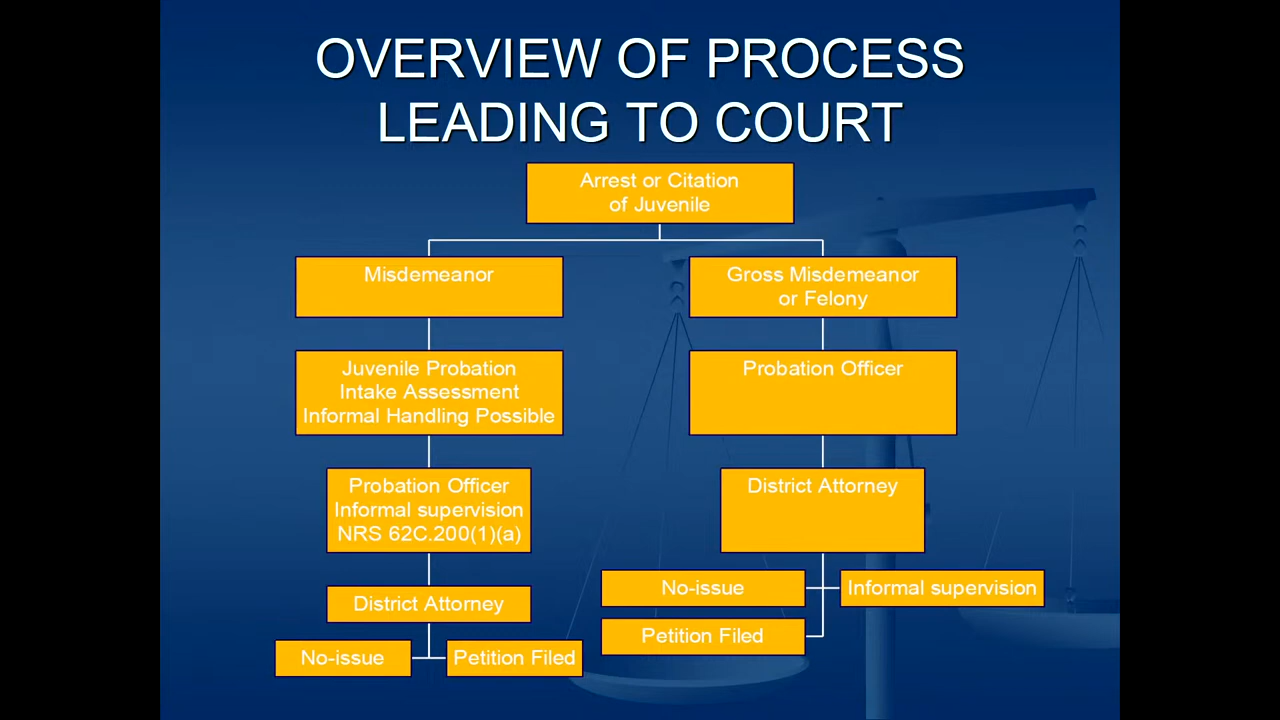 OVERVIEW OF PROCESS
LEADING TO COURT
Arrest or Citation
of Juvenile
Misdemeanor
Gross Misdemeanor
or Felony
Juvenile Probation
Intake Assessment
Informal Handling Possible
Probation Officer
Probation Officer
Informal supervision
NRS 62C.200(1)(a)
District Attorney
District Attorney
No-issue
Petition Filed
No-issue
Informal supervision
Petition Filed